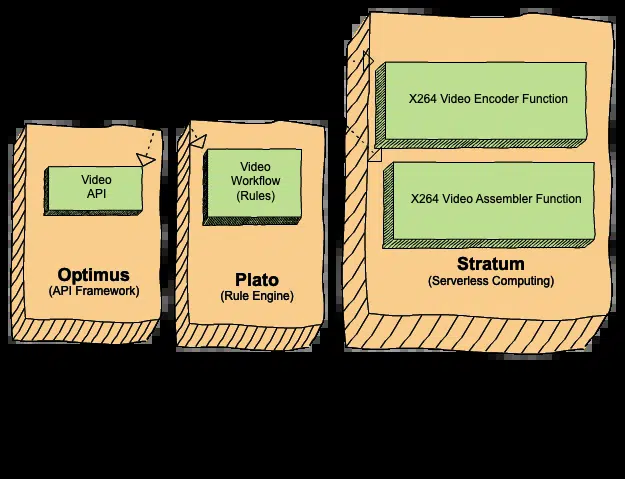 Video
API
Optimus
(API Framework)
Video
Workflow
(Rules)
Plato
(Rule Engine)
X264 Video Encoder Function
X264 Video Assembler Function
Stratum
(Serverless Computing)